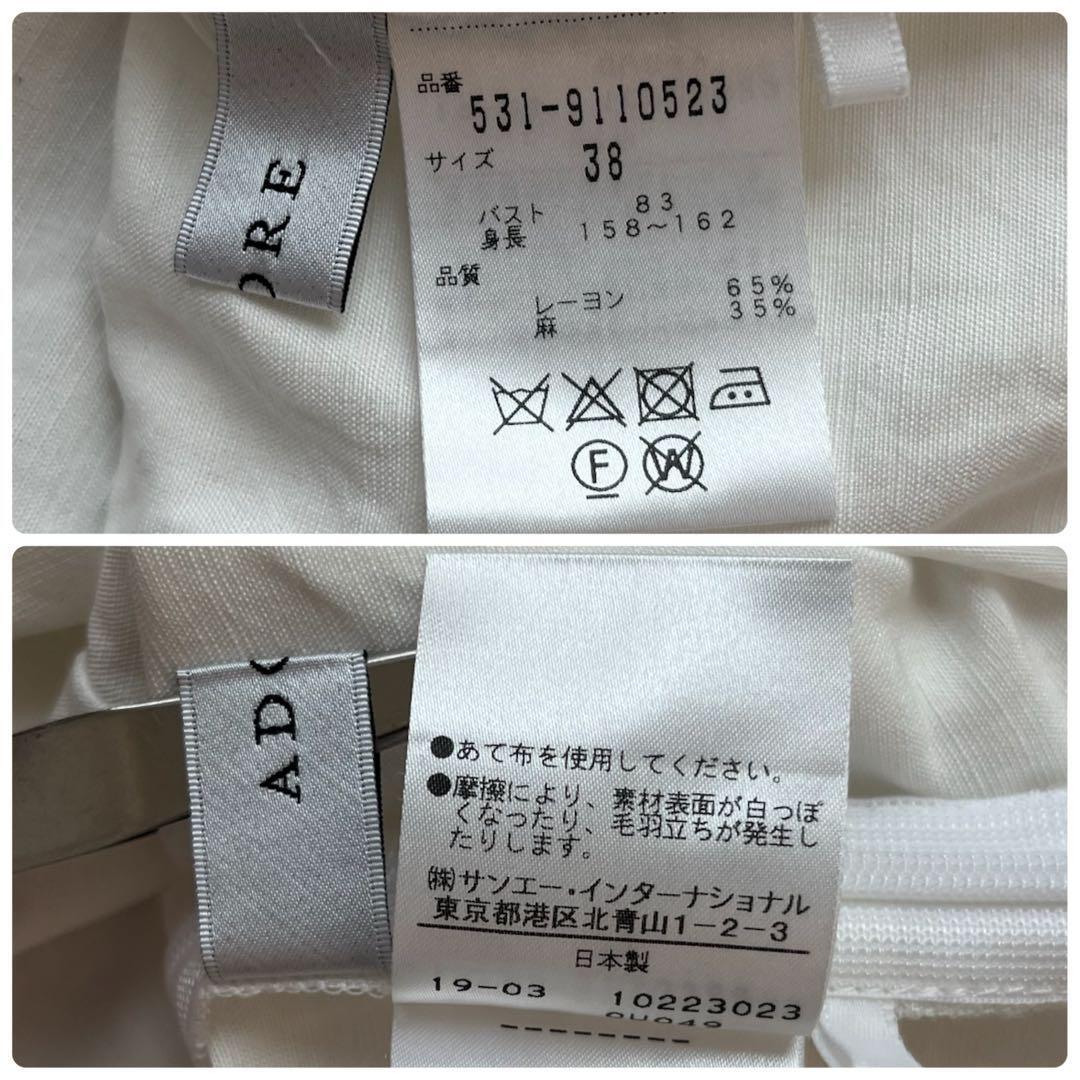 ORE
品番
531-9110523
サイズ 38
バスト 83
身長 158～162
品質
レーヨン 65%
麻 35%
F
W
ADO
●あて布を使用してください。
●摩擦により、素材表面が白っぽ
くなったり、毛羽立ちが発生し
たりします。
㈱サンエー・インターナショナル
東京都港区北青山1-2-3
日本製
19-03 10223023